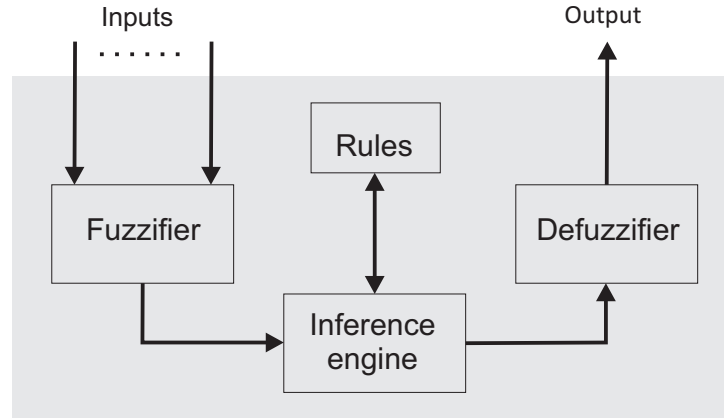 Inputs
Output
Rules
Fuzzifier
Defuzzifier
Inference
engine